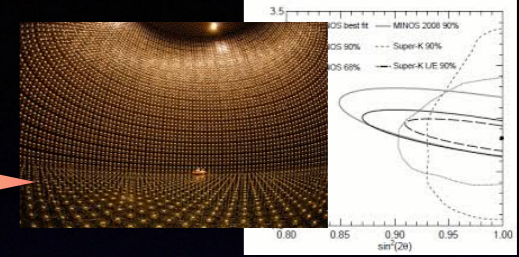 3.5
OS best fit MINOS 2008 90%
OS 90% Super-K 90%
OS 68% Super-K L/E 90%
0.80 0.85 0.90 0.95 1.00
sin²(2θ)